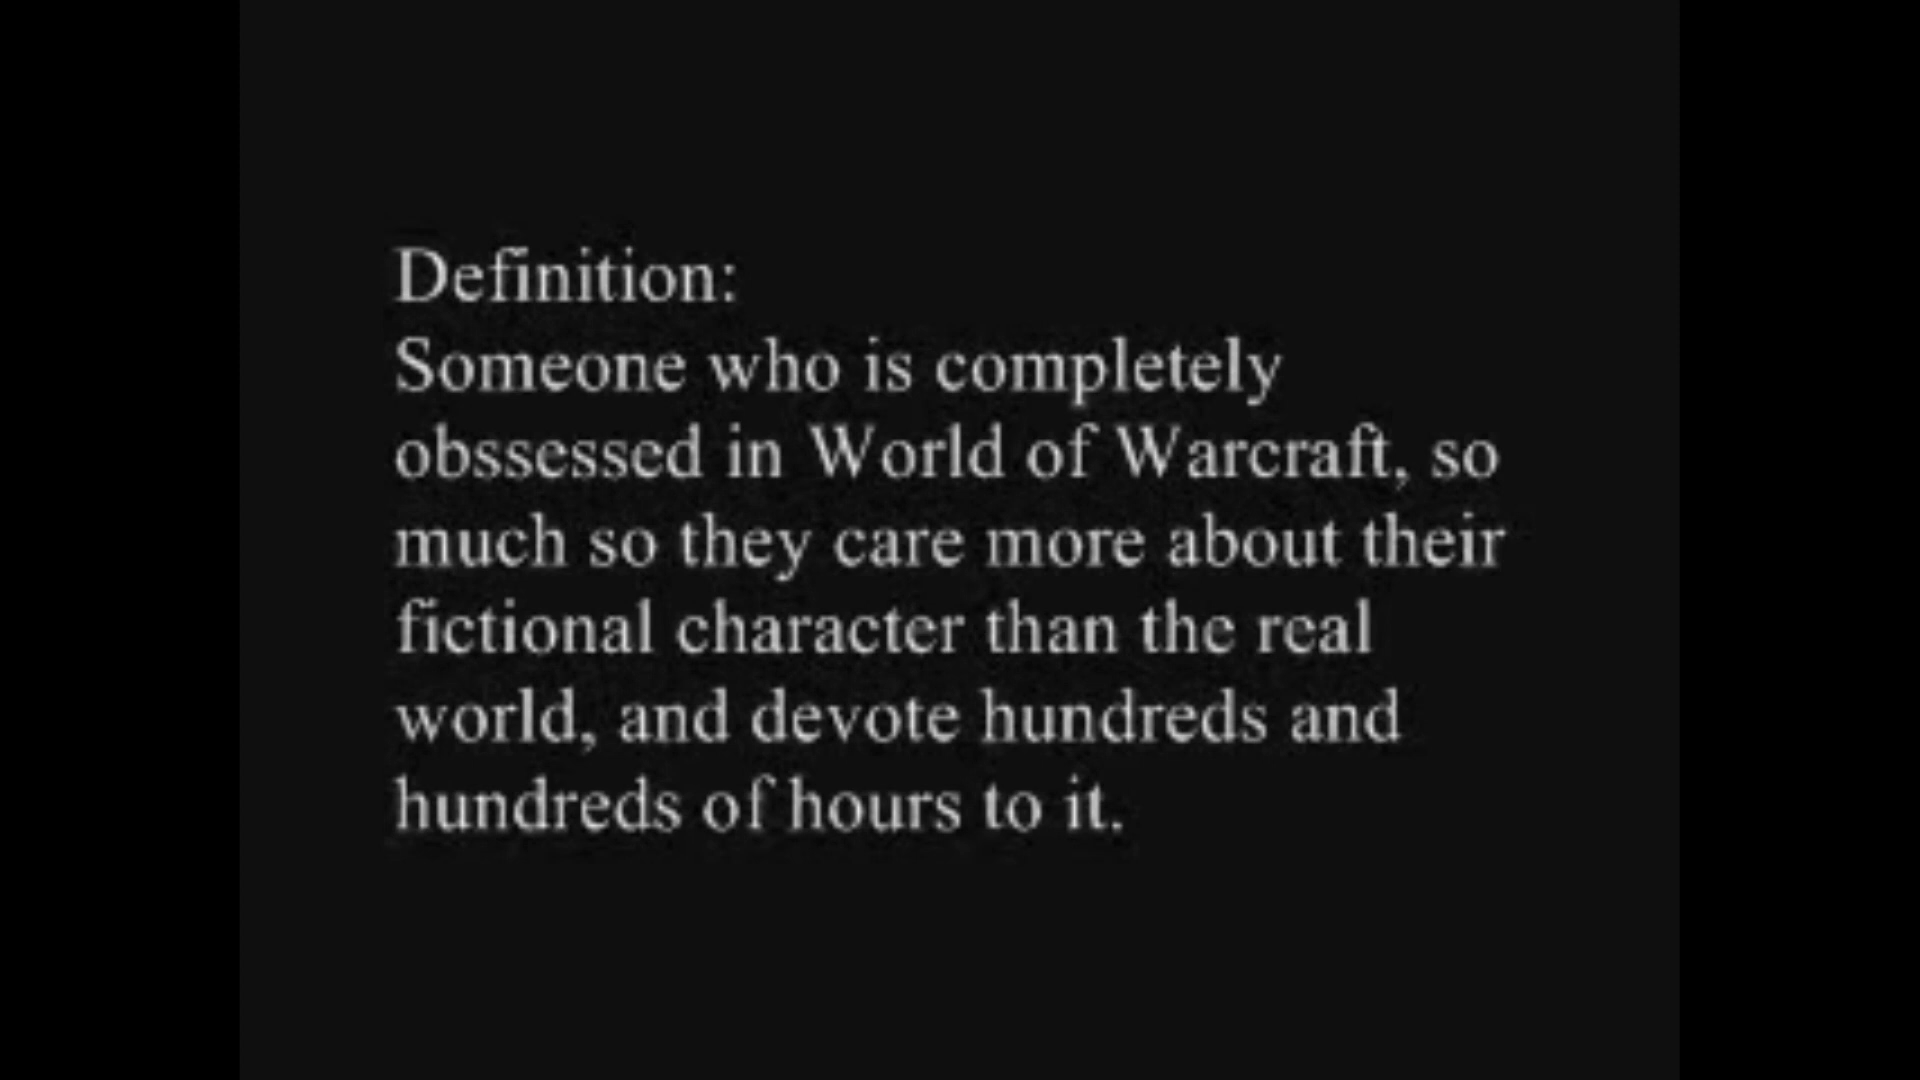 Definition:
Someone who is completely
obssessed in World of Warcraft, so
much so they care more about their
fictional character than the real
world, and devote hundreds and
hundreds of hours to it.